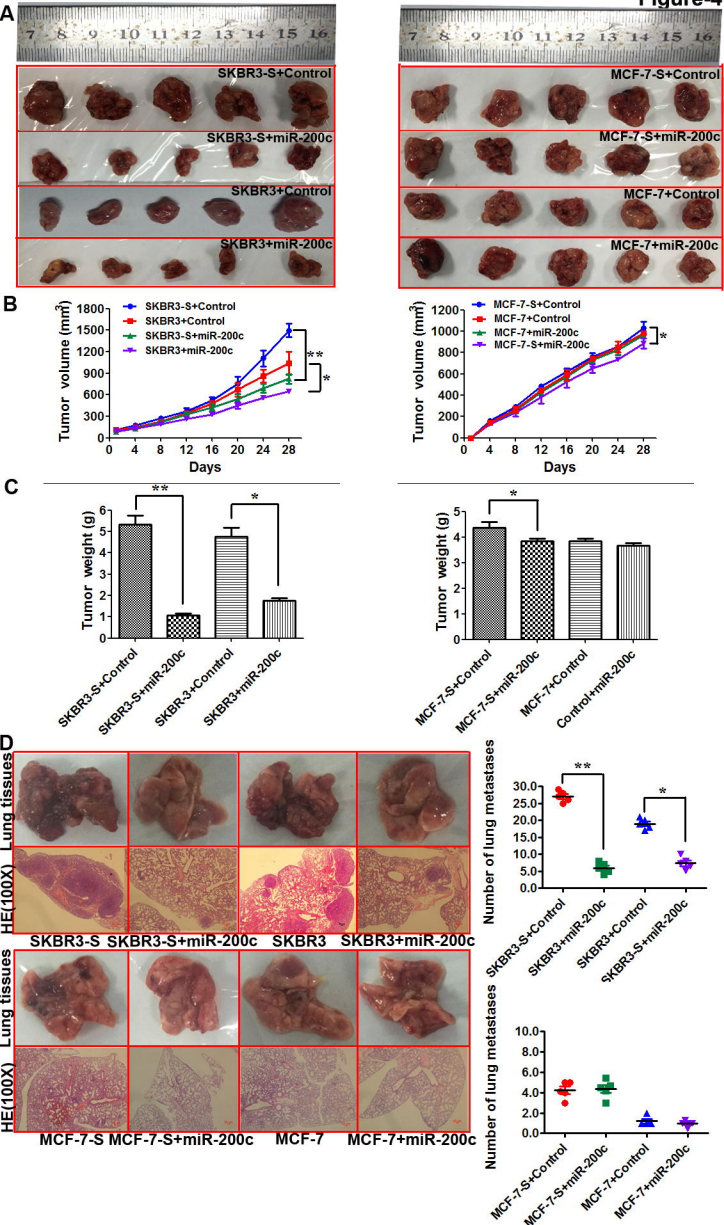 Figure-4
A
7 8 9 10 11 12 13 14 15 16
7 8 9 10 11 12 13 14 15 16
SKBR3-S+Control
SKBR3-S+miR-200c
SKBR3+Control
SKBR3+miR-200c
MCF-7-S+Control
MCF-7-S+miR-200c
MCF-7+Control
MCF-7+miR-200c
B
Tumor volume (mm3)
1800
1500
1200
900
600
300
0
SKBR3-S+Control
SKBR3+Control
SKBR3-S+miR-200c
SKBR3+miR-200c
**
*
0 4 8 12 16 20 24 28
Days
Tumor volume (mm3)
1200
1000
800
600
400
200
0
MCF-7-S+Control
MCF-7+Control
MCF-7+miR-200c
MCF-7-S+miR-200c
*
0 4 8 12 16 20 24 28
Days
C
Tumor weight (g)
6
5
4
3
2
1
0
**
*
SKBR3-S+Control
SKBR3-S+miR-200c
SKBR-3+Conntrol
SKBR3+miR-200c
Tumor weight (g)
5
4
3
2
1
0
*
MCF-7-S+Control
MCF-7-S+miR-200c
MCF-7+Control
Control+miR-200c
D
Lung tissues
HE(100X)
SKBR3-S SKBR3-S+miR-200c SKBR3 SKBR3+miR-200c
Lung tissues
HE(100X)
MCF-7-S MCF-7-S+miR-200c MCF-7 MCF-7+miR-200c
Number of lung metastases
30.0
25.0
20.0
15.0
10.0
5.0
0.0
**
*
SKBR3-S+Control
SKBR3+miR-200c
SKBR3+Control
SKBR3-S+miR-200c
Number of lung metastases
10.0
8.0
6.0
4.0
2.0
0.0
MCF-7-S+Control
MCF-7-S+miR-200c
MCF-7+Control
MCF-7+miR-200c